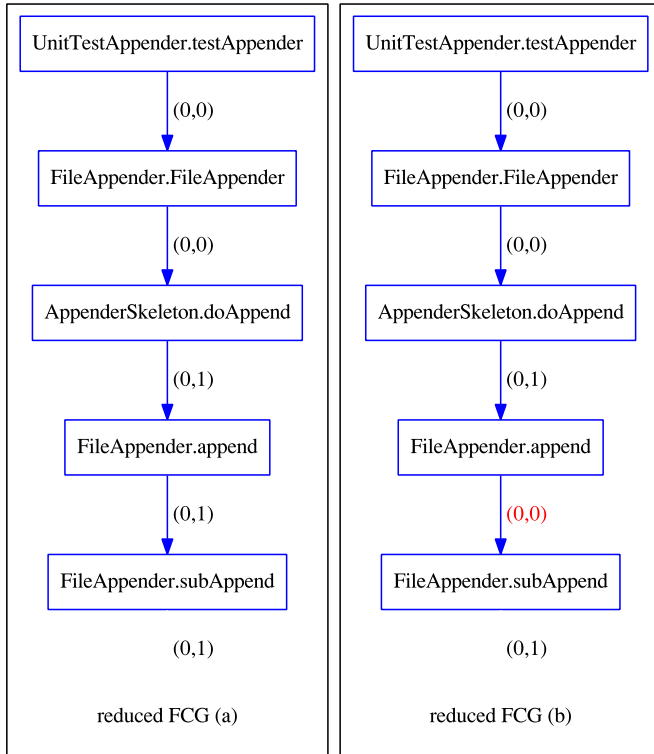 UnitTestAppender.testAppender
(0,0)
FileAppender.FileAppender
(0,0)
AppenderSkeleton.doAppend
(0,1)
FileAppender.append
(0,1)
FileAppender.subAppend
(0,1)
reduced FCG (a)
UnitTestAppender.testAppender
(0,0)
FileAppender.FileAppender
(0,0)
AppenderSkeleton.doAppend
(0,1)
FileAppender.append
(0,0)
FileAppender.subAppend
(0,1)
reduced FCG (b)